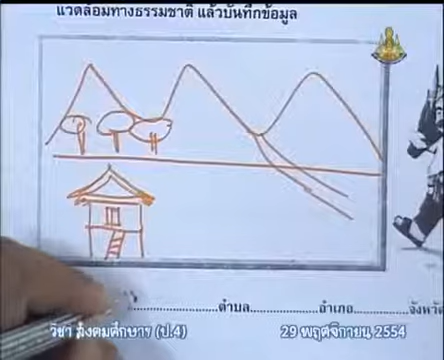 แวดล้อมทางธรรมชาติ แล้วบันทึกข้อมูล
ตำบล อำเภอ จังหวัด
วิชา สังคมศึกษาฯ (ป.4) 29 พฤศจิกายน 2554